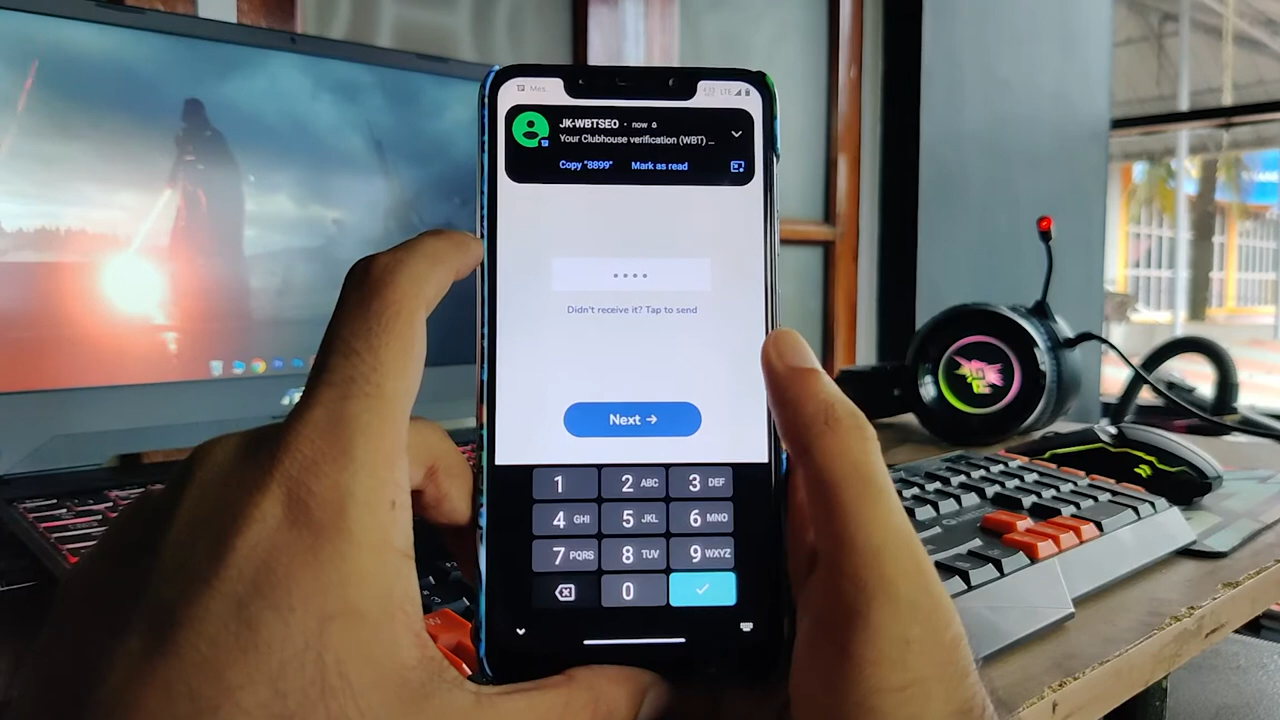 Mes.
LTE
JK-WBTSEO · now
Your Clubhouse verification (WBT) ...
Copy "8899" Mark as read
Didn't receive it? Tap to send
Next →
1 2 ABC 3 DEF
4 GHI 5 JKL 6 MNO
7 PQRS 8 TUV 9 WXYZ
0
W